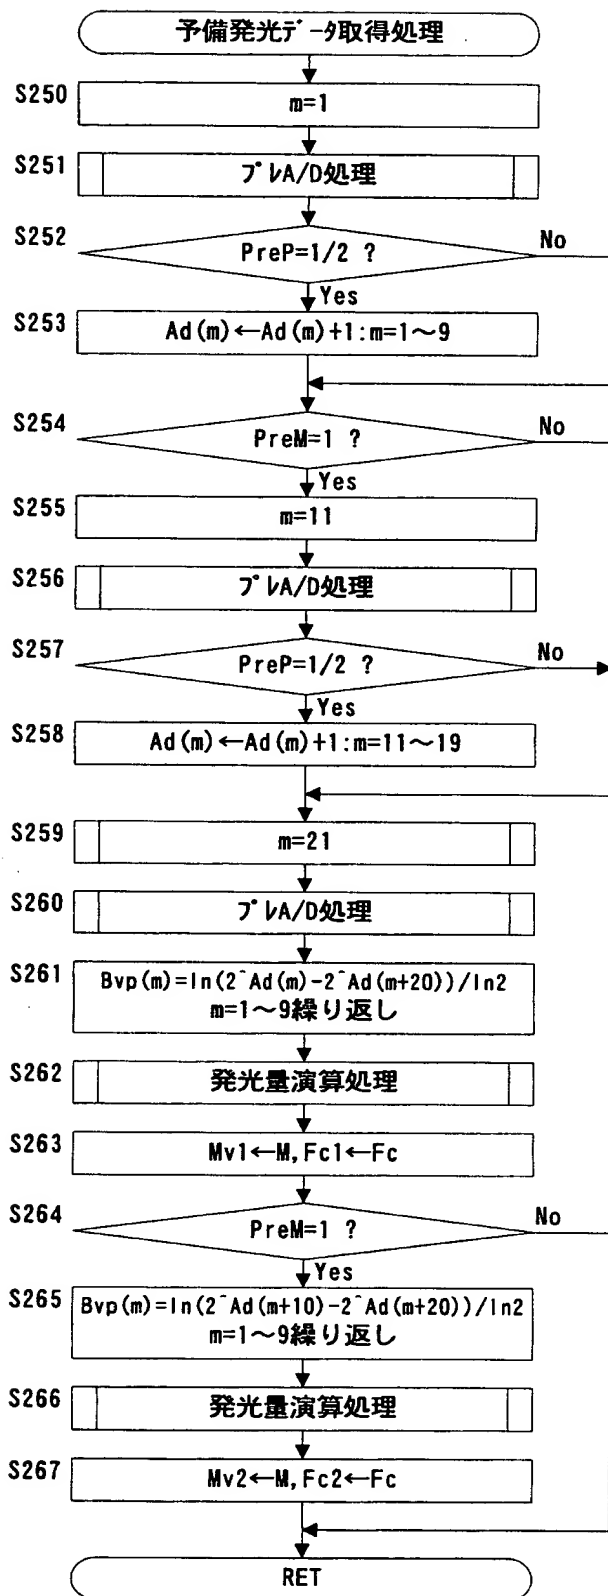 予備発光ﾃﾞｰﾀ取得処理
S250
m=1
S251
ﾌﾟﾚA/D処理
S252
PreP=1/2 ?
No
Yes
S253
Ad(m)←Ad(m)+1:m=1～9
S254
PreM=1 ?
No
Yes
S255
m=11
S256
ﾌﾟﾚA/D処理
S257
PreP=1/2 ?
No
Yes
S258
Ad(m)←Ad(m)+1:m=11～19
S259
m=21
S260
ﾌﾟﾚA/D処理
S261
Bvp(m)=ln(2^Ad(m)-2^Ad(m+20))/ln2
m=1～9繰り返し
S262
発光量演算処理
S263
Mv1←M,Fc1←Fc
S264
PreM=1 ?
No
Yes
S265
Bvp(m)=ln(2^Ad(m+10)-2^Ad(m+20))/ln2
m=1～9繰り返し
S266
発光量演算処理
S267
Mv2←M,Fc2←Fc
RET